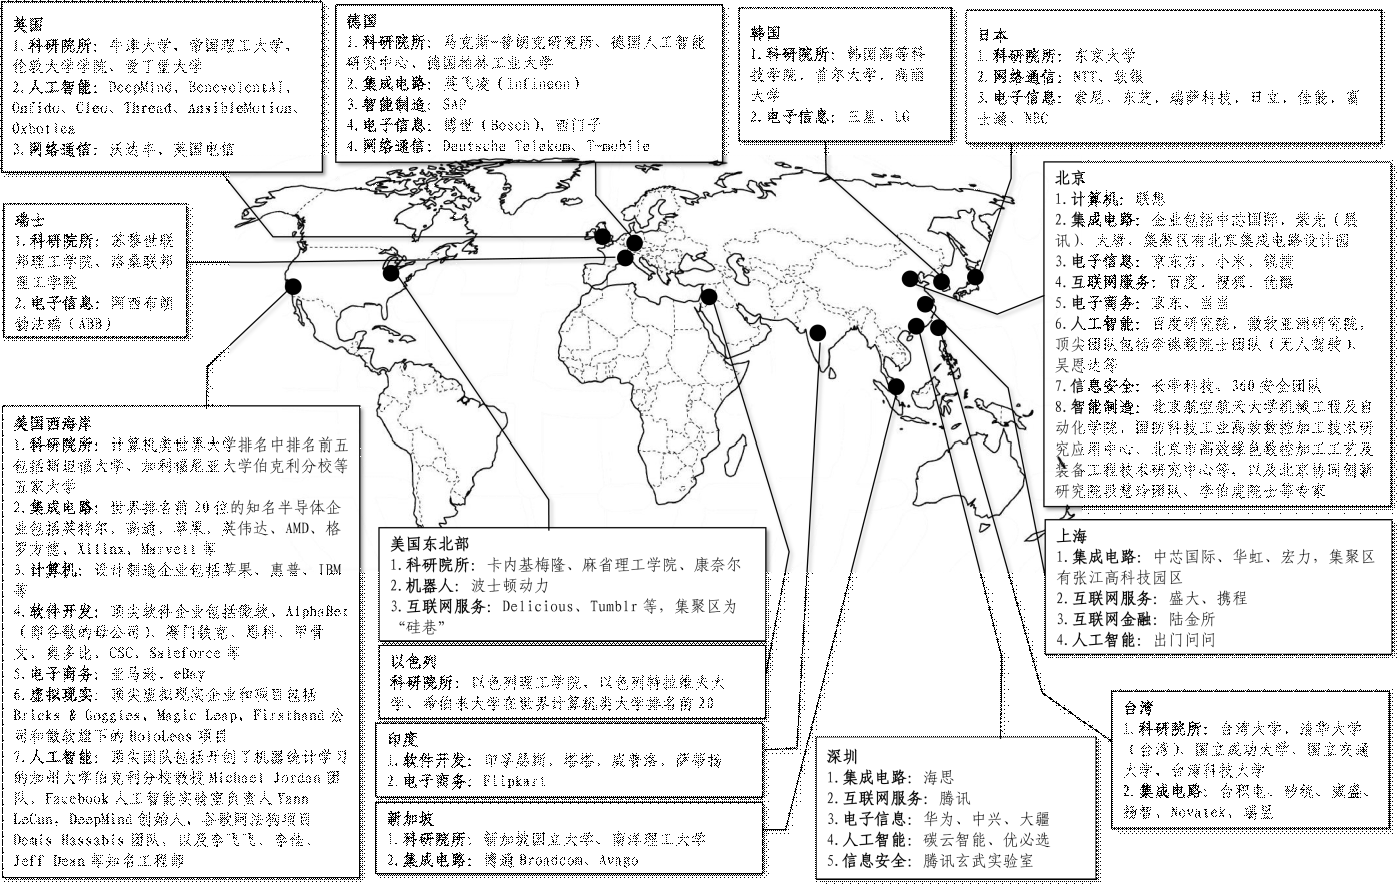 英国
1.科研院所：牛津大学、帝国理工大学、
伦敦大学学院、爱丁堡大学
2.人工智能：DeepMind、BenevolentAI、
Onfido、Cleo、Thread、AnsibleMotion、
Oxbotica
3.网络通信：沃达丰、英国电信
德国
1.科研院所：马克斯-普朗克研究所、德国人工智能
研究中心、德国柏林工业大学
2.集成电路：英飞凌（Infineon）
3.智能制造：SAP
4.电子信息：博世（Bosch）、西门子
4.网络通信：Deutsche Telekom、T-mobile
韩国
1.科研院所：韩国高等科
技学院、首尔大学、高丽
大学
2.电子信息：三星、LG
日本
1.科研院所：东京大学
2.网络通信：NTT、软银
3.电子信息：索尼、东芝、瑞萨科技、日立、佳能、富
士通、NEC
瑞士
1.科研院所：苏黎世联
邦理工学院、洛桑联邦
理工学院
2.电子信息：阿西布朗
勃法瑞（ABB）
北京
1.计算机：联想
2.集成电路：企业包括中芯国际、紫光（展
讯）、大唐，集聚区有北京集成电路设计园
3.电子信息：京东方、小米、锐捷
4.互联网服务：百度、搜狐、优酷
5.电子商务：京东、当当
6.人工智能：百度研究院、微软亚洲研究院，
顶尖团队包括李德毅院士团队（无人驾驶）、
吴恩达等
7.信息安全：长亭科技、360安全团队
8.智能制造：北京航空航天大学机械工程及自
动化学院、国防科技工业高效数控加工技术研
究应用中心、北京市高效绿色数控加工工艺及
装备工程技术研究中心等，以及北京协同创新
研究院 团队、李伯虎院士等专家
美国西海岸
1.科研院所：计算机类世界大学排名中排名前五
包括斯坦福大学、加利福尼亚大学伯克利分校等
五家大学
2.集成电路：世界排名前20位的知名半导体企
业包括英特尔、高通、苹果、英伟达、AMD、格
罗方德、Xilinx、Marvell 等
3.计算机：设计制造企业包括苹果、惠普、IBM
等
4.软件开发：顶尖软件企业包括微软、AlphaBet
（即谷歌的母公司）、赛门铁克、思科、甲骨
文、奥多比、CSC、Saleforce 等
5.电子商务：亚马逊、eBay
6.虚拟现实：顶尖虚拟现实企业和项目包括
Bricks & Goggles、Magic Leap、Firsthand 公
司和微软旗下的 HoloLens 项目
7.人工智能：顶尖团队包括开创了机器统计学习
的加州大学伯克利分校教授 Michael Jordan 团
队、Facebook 人工智能实验室负责人 Yann
LeCun、DeepMind 创始人、谷歌阿法狗项目
Demis Hassabis 团队，以及李飞飞、李佳、
Jeff Dean 等知名工程师
美国东北部
1.科研院所：卡内基梅隆、麻省理工学院、康奈尔
2.机器人：波士顿动力
3.互联网服务：Delicious、Tumblr 等，集聚区为
“硅巷”
以色列
科研院所：以色列理工学院、以色列特拉维夫大
学、希伯来大学在世界计算机类大学排名前20
印度
1.软件开发：印孚瑟斯、塔塔、威普洛、萨蒂扬
2.电子商务：Flipkart
新加坡
1.科研院所：新加坡国立大学、南洋理工大学
2.集成电路：博通 Broadcom、Avago
上海
1.集成电路：中芯国际、华虹、宏力，集聚区
有张江高科技园区
2.互联网服务：盛大、携程
3.互联网金融：陆金所
4.人工智能：出门问问
深圳
1.集成电路：海思
2.互联网服务：腾讯
3.电子信息：华为、中兴、大疆
4.人工智能：碳云智能、优必选
5.信息安全：腾讯玄武实验室
台湾
1.科研院所：台湾大学、清华大学
（台湾）、国立成功大学、国立交通
大学、台湾科技大学
2.集成电路：台积电、矽统、威盛、
扬智、Novatek、瑞昱